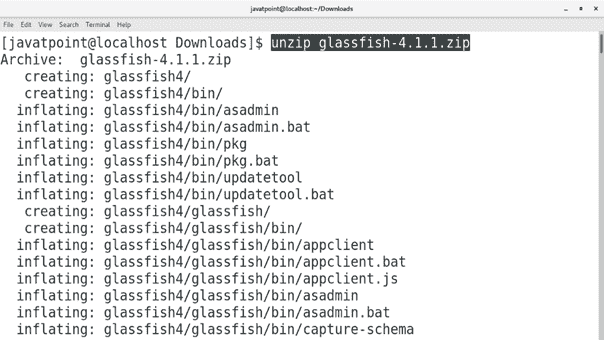 javatpoint@localhost:~/Downloads
File Edit View Search Terminal Help
[javatpoint@localhost Downloads]$ unzip glassfish-4.1.1.zip
Archive:  glassfish-4.1.1.zip
   creating: glassfish4/
   creating: glassfish4/bin/
  inflating: glassfish4/bin/asadmin
  inflating: glassfish4/bin/asadmin.bat
  inflating: glassfish4/bin/pkg
  inflating: glassfish4/bin/pkg.bat
  inflating: glassfish4/bin/updatetool
  inflating: glassfish4/bin/updatetool.bat
   creating: glassfish4/glassfish/
   creating: glassfish4/glassfish/bin/
  inflating: glassfish4/glassfish/bin/appclient
  inflating: glassfish4/glassfish/bin/appclient.bat
  inflating: glassfish4/glassfish/bin/appclient.js
  inflating: glassfish4/glassfish/bin/asadmin
  inflating: glassfish4/glassfish/bin/asadmin.bat
  inflating: glassfish4/glassfish/bin/capture-schema